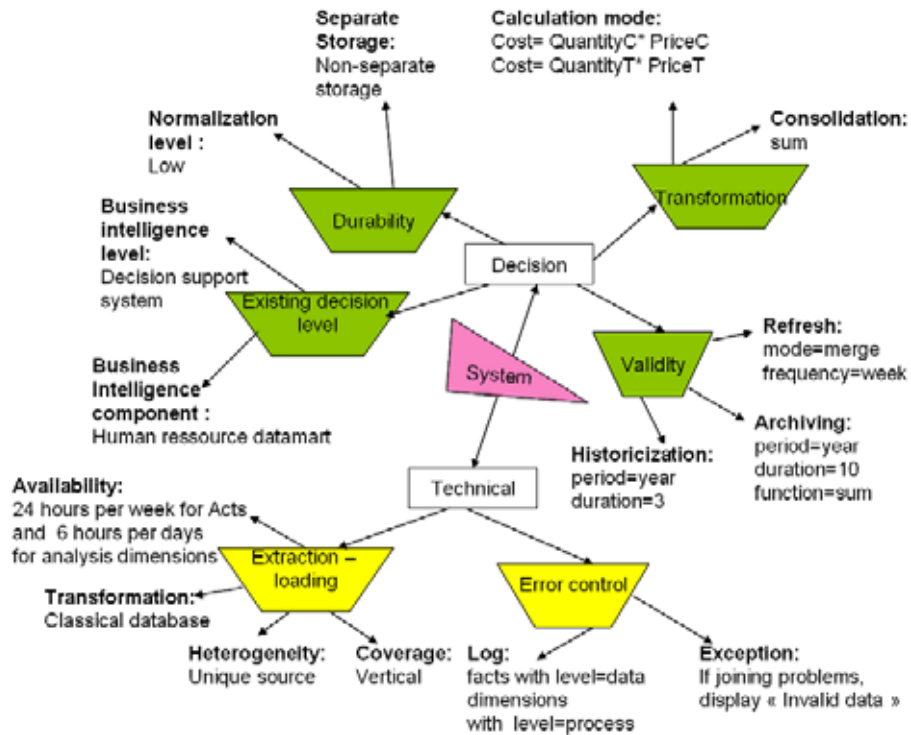 Separate
Storage:
Non-separate
storage
Calculation mode:
Cost= QuantityC* PriceC
Cost= QuantityT* PriceT
Normalization
level :
Low
Consolidation:
sum
Durability
Transformation
Business
intelligence
level:
Decision support
system
Decision
Existing decision
level
Refresh:
mode=merge
frequency=week
Validity
System
Business
Intelligence
component :
Human ressource datamart
Archiving:
period=year
duration=10
function=sum
Historicization:
period=year
duration=3
Technical
Availability:
24 hours per week for Acts
and 6 hours per days
for analysis dimensions
Extraction –
loading
Error control
Transformation:
Classical database
Heterogeneity:
Unique source
Coverage:
Vertical
Log:
facts with level=data
dimensions
with level=process
Exception:
If joining problems,
display « Invalid data »